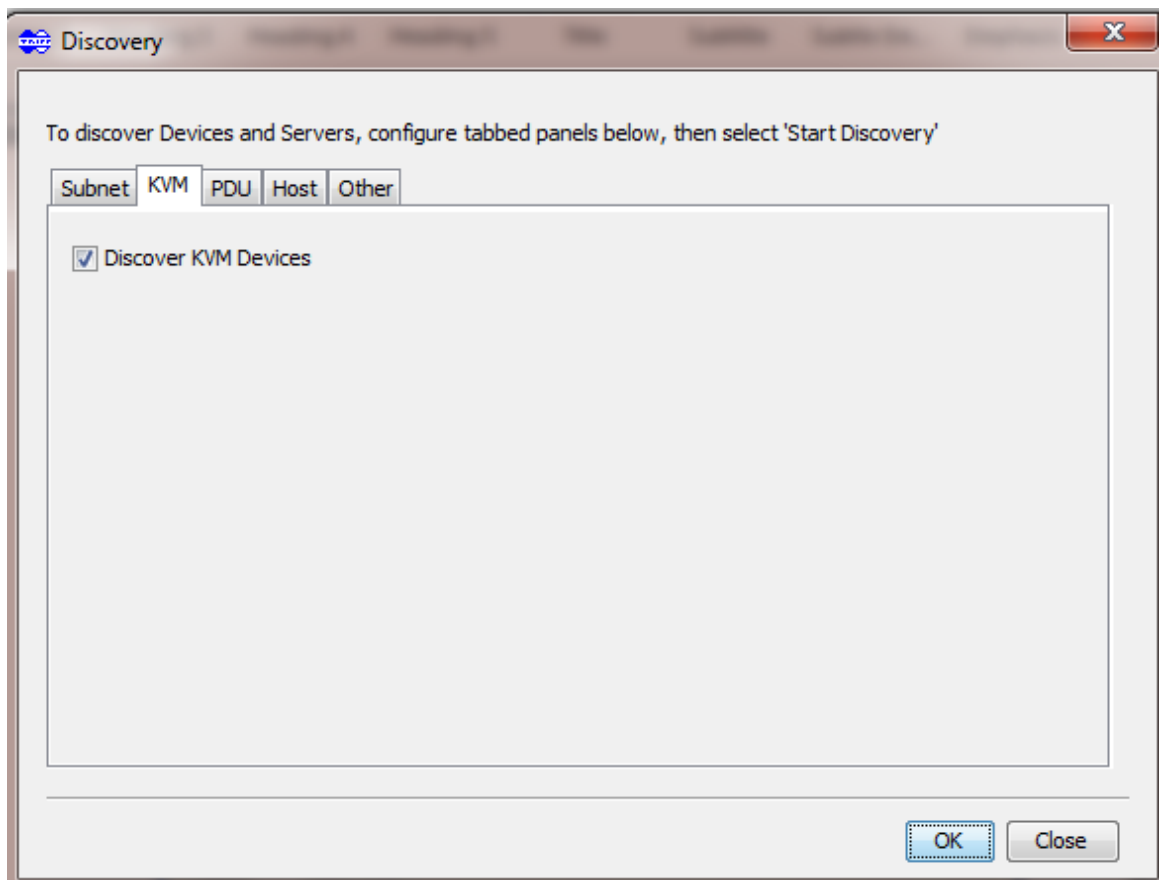 Discovery
To discover Devices and Servers, configure tabbed panels below, then select 'Start Discovery'
Subnet KVM PDU Host Other
Discover KVM Devices
OK Close